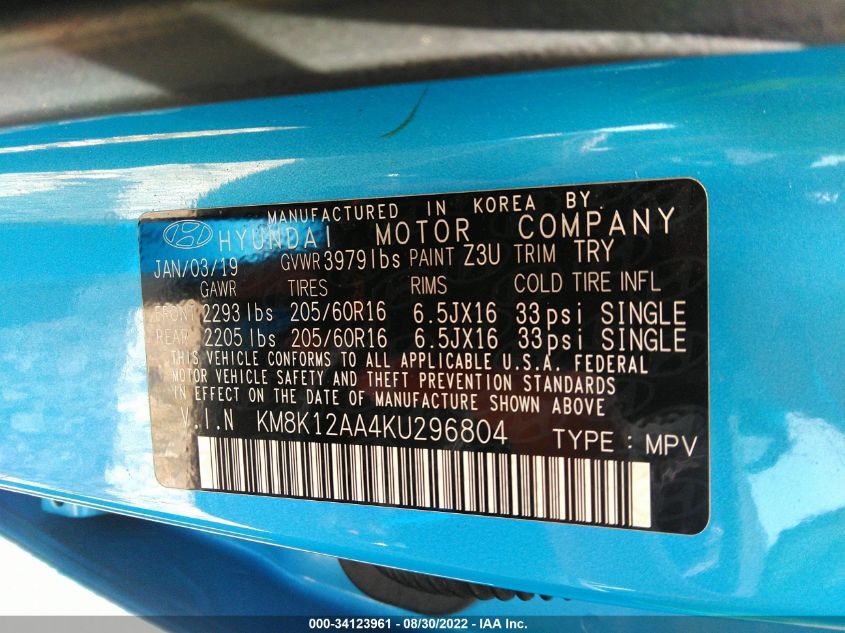 MANUFACTURED IN KOREA BY.
HYUNDAI MOTOR COMPANY
JAN/03/19 GVWR 3979 lbs PAINT Z3U TRIM TRY
GAWR TIRES RIMS COLD TIRE INFL
FRONT 2293 lbs 205/60R16 6.5JX16 33 psi SINGLE
REAR 2205 lbs 205/60R16 6.5JX16 33 psi SINGLE
THIS VEHICLE CONFORMS TO ALL APPLICABLE U.S.A. FEDERAL
MOTOR VEHICLE SAFETY AND THEFT PREVENTION STANDARDS
IN EFFECT ON THE DATE OF MANUFACTURE SHOWN ABOVE
V.I.N KM8K12AA4KU296804 TYPE : MPV
000-34123961 - 08/30/2022 - IAA Inc.